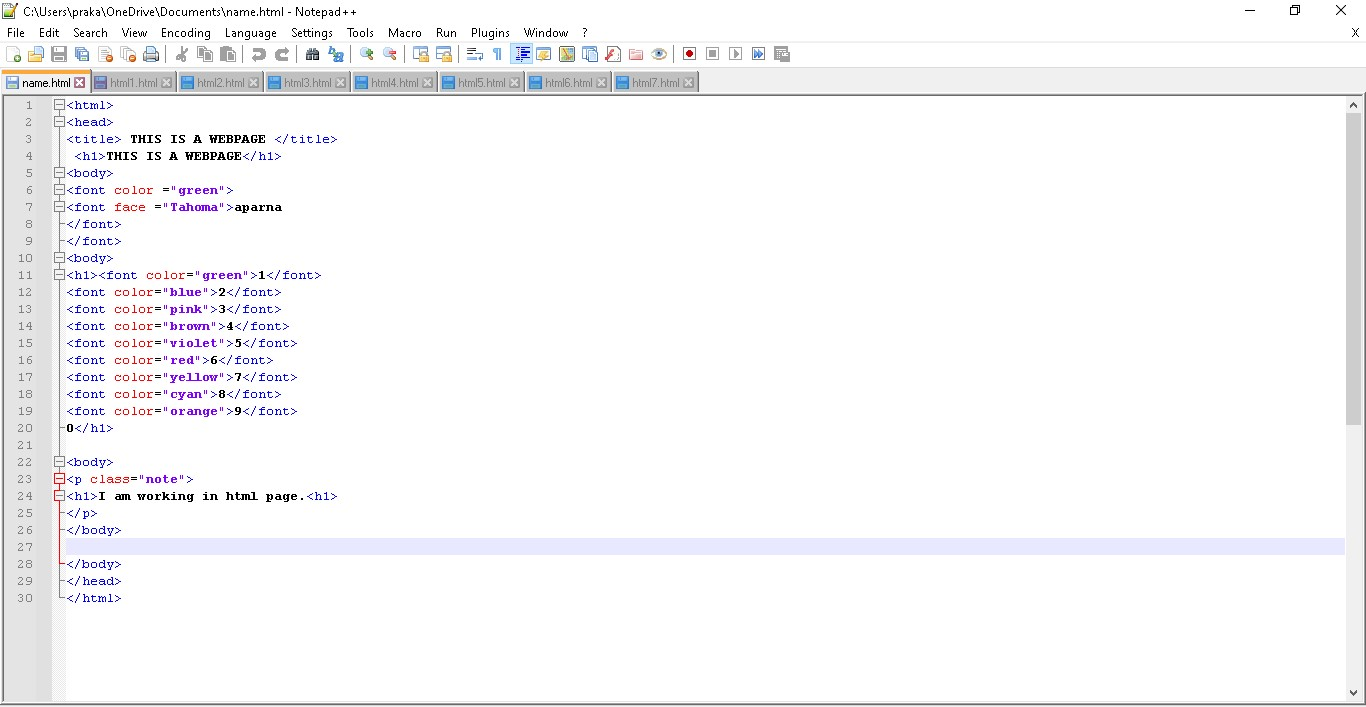 C:\Users\praka\OneDrive\Documents\name.html - Notepad++
File Edit Search View Encoding Language Settings Tools Macro Run Plugins Window ? X
name.html html1.html html2.html html3.html html4.html html5.html html6.html html7.html
1 <html>
2 <head>
3 <title> THIS IS A WEBPAGE </title>
4 <h1>THIS IS A WEBPAGE</h1>
5 <body>
6 <font color ="green">
7 <font face ="Tahoma">aparna
8 </font>
9 </font>
10 <body>
11 <h1><font color="green">1</font>
12 <font color="blue">2</font>
13 <font color="pink">3</font>
14 <font color="brown">4</font>
15 <font color="violet">5</font>
16 <font color="red">6</font>
17 <font color="yellow">7</font>
18 <font color="cyan">8</font>
19 <font color="orange">9</font>
20 0</h1>
21
22 <body>
23 <p class="note">
24 <h1>I am working in html page.<h1>
25 </p>
26 </body>
27
28 </body>
29 </head>
30 </html>